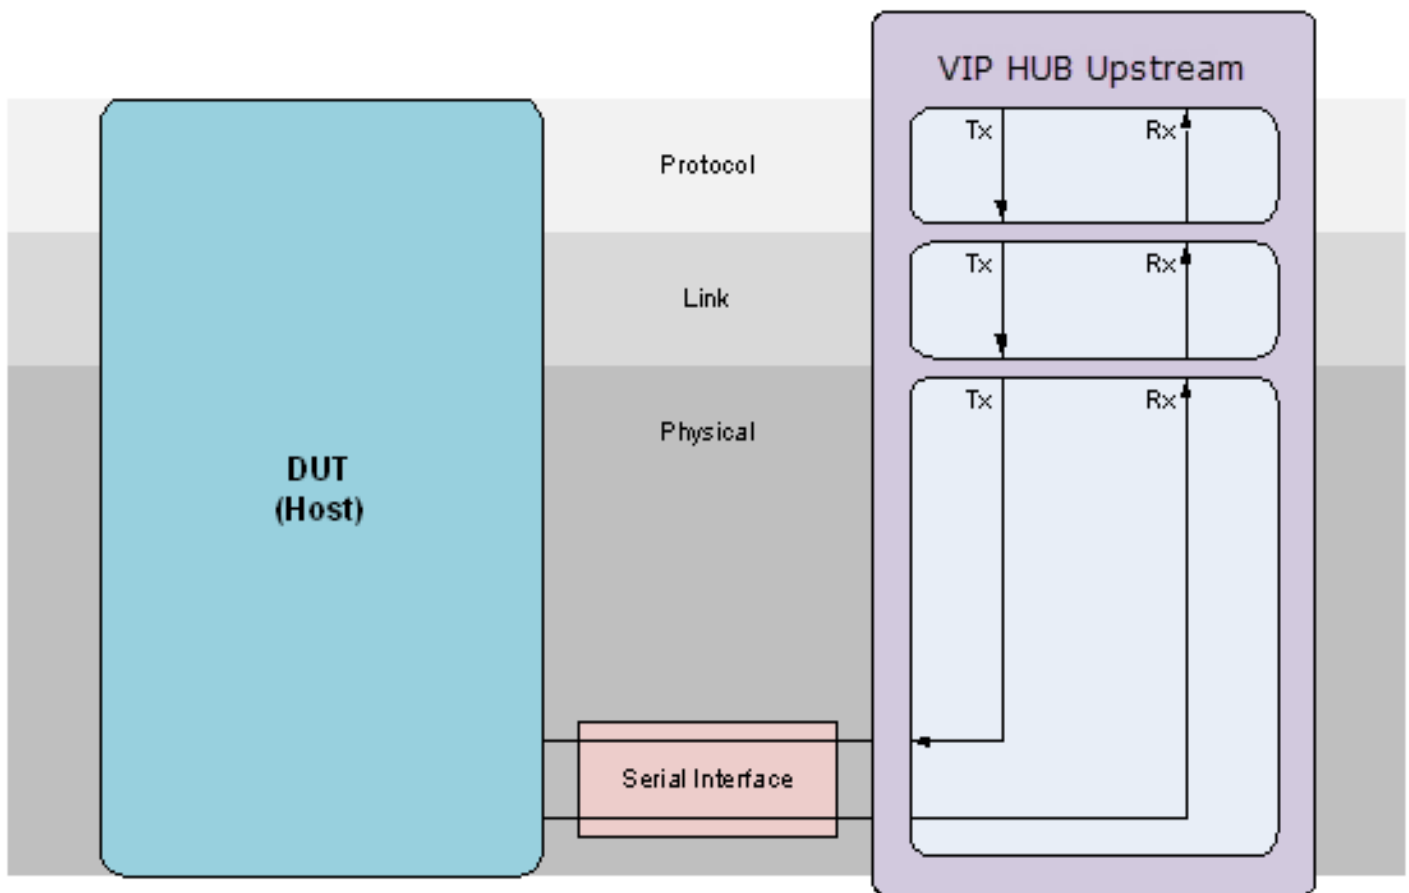 VIP HUB Upstream
Tx
Rx
Protocol
Tx
Rx
Link
Tx
Rx
Physical
DUT
(Host)
Serial Interface